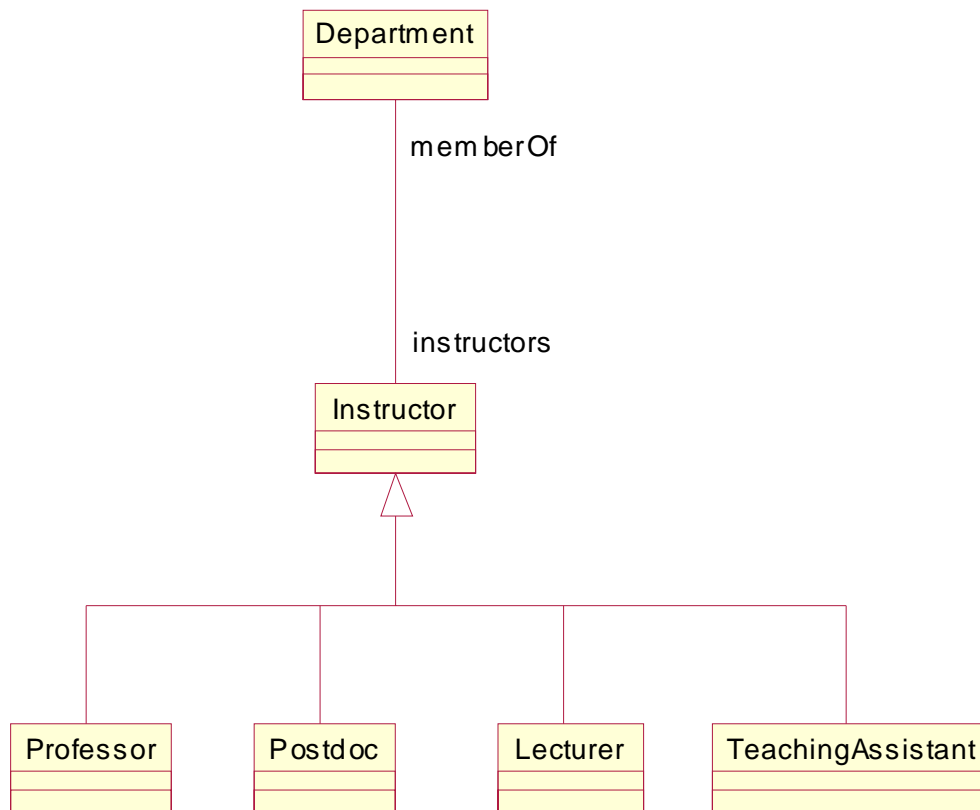 Department
memberOf
instructors
Instructor
Professor
Postdoc
Lecturer
TeachingAssistant